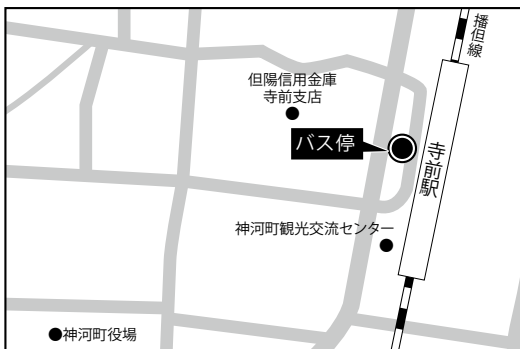 播但線
但陽信用金庫
寺前支店
バス停
寺前駅
神河町観光交流センター
神河町役場